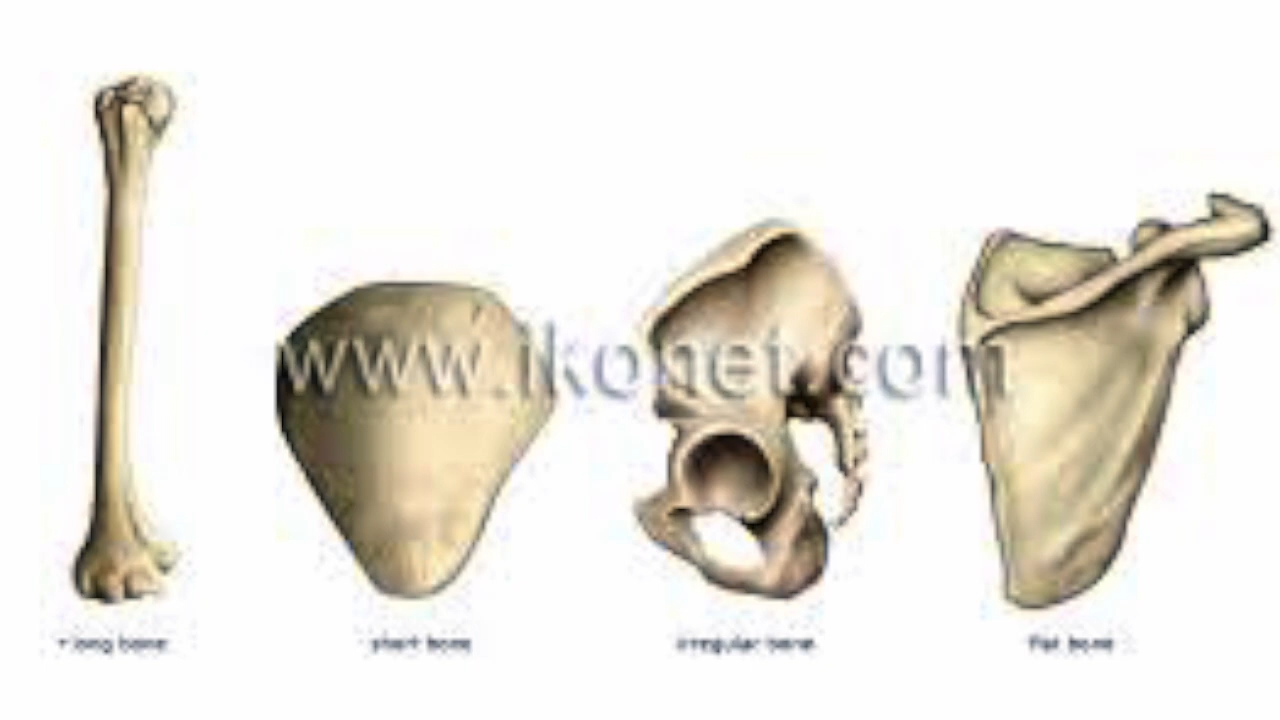 www.ikonet.com
long bone
short bone
irregular bone
flat bone